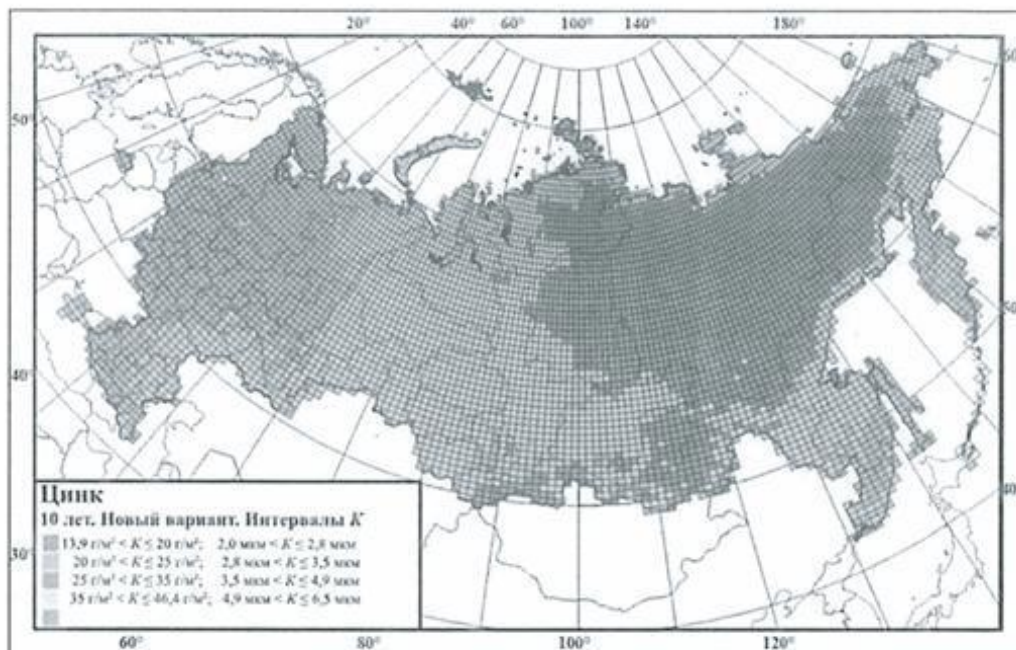 20° 40° 60° 100° 140° 180°
50°
40°
30°
60° 80° 100° 120°
40
Цинк
10 лет. Новый вариант. Интервалы K
13,9 г/м² < K ≤ 20 г/м²; 2,0 мкм < K ≤ 2,8 мкм
20 г/м² < K ≤ 25 г/м²; 2,8 мкм < K ≤ 3,5 мкм
25 г/м² < K ≤ 35 г/м²; 3,5 мкм < K ≤ 4,9 мкм
35 г/м² < K ≤ 46,4 г/м²; 4,9 мкм < K ≤ 6,5 мкм